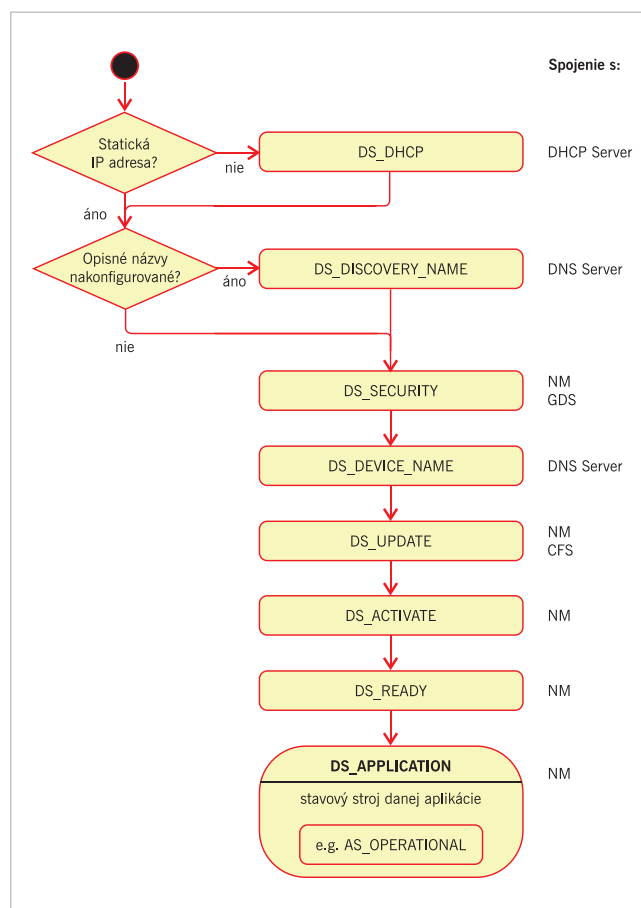 Spojenie s:
Statická
IP adresa?
nie
DS_DHCP
DHCP Server
áno
Opisné názvy
nakonfigurované?
áno
DS_DISCOVERY_NAME
DNS Server
nie
DS_SECURITY
NM
GDS
DS_DEVICE_NAME
DNS Server
DS_UPDATE
NM
CFS
DS_ACTIVATE
NM
DS_READY
NM
DS_APPLICATION
NM
stavový stroj danej aplikácie
e.g. AS_OPERATIONAL